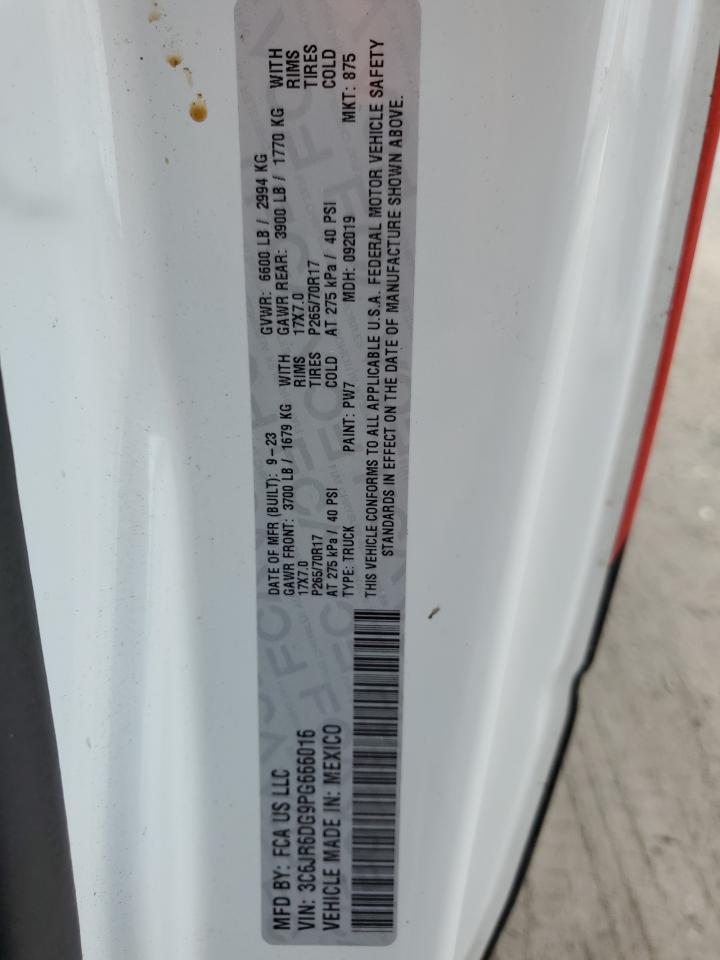 MFD BY: FCA US LLC
VIN: 3C6JR6DG9PG666016
VEHICLE MADE IN: MEXICO
DATE OF MFR (BUILT): 9-23 GVWR: 6600 LB / 2994 KG
GAWR FRONT: 3700 LB / 1679 KG WITH GAWR REAR: 3900 LB / 1770 KG WITH
17X7.0 RIMS 17X7.0 RIMS
P265/70R17 TIRES P265/70R17 TIRES
AT 275 kPa / 40 PSI COLD AT 275 kPa / 40 PSI COLD
TYPE: TRUCK PAINT: PW7 MDH: 092019 MKT: 875
THIS VEHICLE CONFORMS TO ALL APPLICABLE U.S.A. FEDERAL MOTOR VEHICLE SAFETY
STANDARDS IN EFFECT ON THE DATE OF MANUFACTURE SHOWN ABOVE.